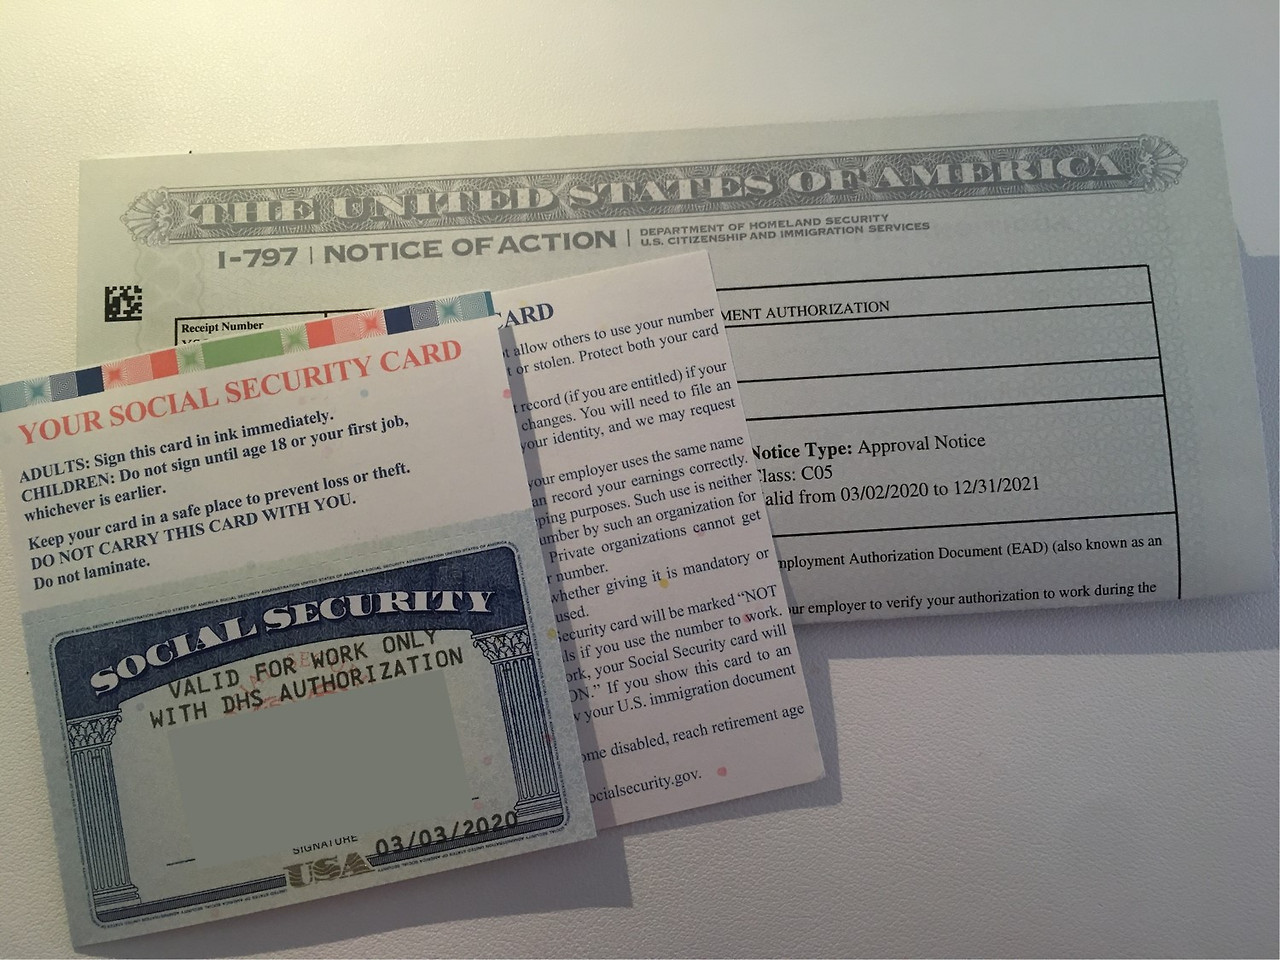 THE UNITED STATES OF AMERICA
I-797 | NOTICE OF ACTION |
DEPARTMENT OF HOMELAND SECURITY
U.S. CITIZENSHIP AND IMMIGRATION SERVICES
Receipt Number
MENT AUTHORIZATION
Notice Type: Approval Notice
Class: C05
alid from 03/02/2020 to 12/31/2021
mployment Authorization Document (EAD) (also known as an
ur employer to verify your authorization to work during the
CARD
t allow others to use your number
t or stolen. Protect both your card
t record (if you are entitled) if your
changes. You will need to file an
your identity, and we may request
your employer uses the same name
an record your earnings correctly.
ping purposes. Such use is neither
umber by such an organization for
Private organizations cannot get
r number.
whether giving it is mandatory or
used.
Security card will be marked “NOT
ls if you use the number to work.
ork, your Social Security card will
ON.” If you show this card to an
w your U.S. immigration document
ome disabled, reach retirement age
ocialsecurity.gov.
YOUR SOCIAL SECURITY CARD
ADULTS: Sign this card in ink immediately.
CHILDREN: Do not sign until age 18 or your first job,
whichever is earlier.
Keep your card in a safe place to prevent loss or theft.
DO NOT CARRY THIS CARD WITH YOU.
Do not laminate.
SOCIAL SECURITY
VALID FOR WORK ONLY
WITH DHS AUTHORIZATION
SIGNATURE
USA 03/03/2020